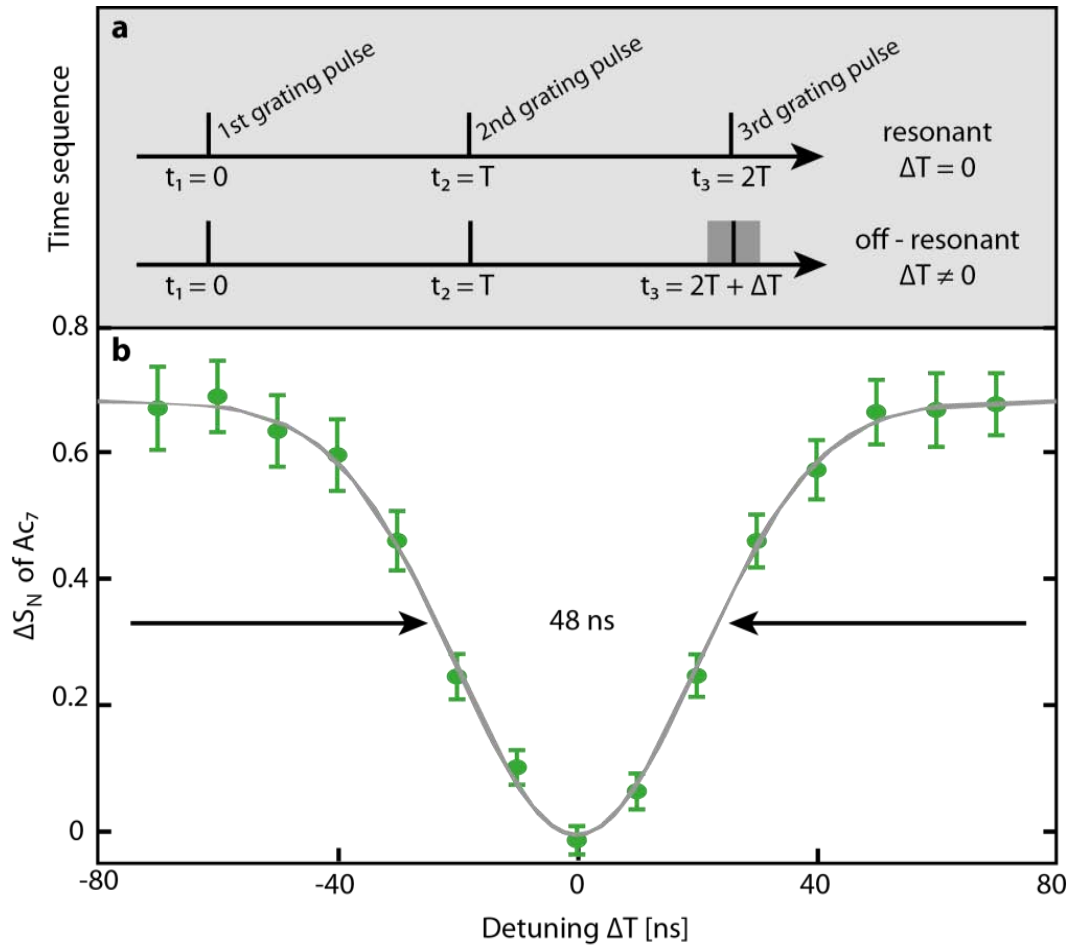 a
Time sequence
1st grating pulse
2nd grating pulse
3rd grating pulse
resonant
ΔT = 0
t₁ = 0
t₂ = T
t₃ = 2T
off - resonant
ΔT ≠ 0
t₁ = 0
t₂ = T
t₃ = 2T + ΔT
b
0.8
0.6
0.4
0.2
0
ΔS_N of Ac₇
48 ns
-80
-40
0
40
80
Detuning ΔT [ns]